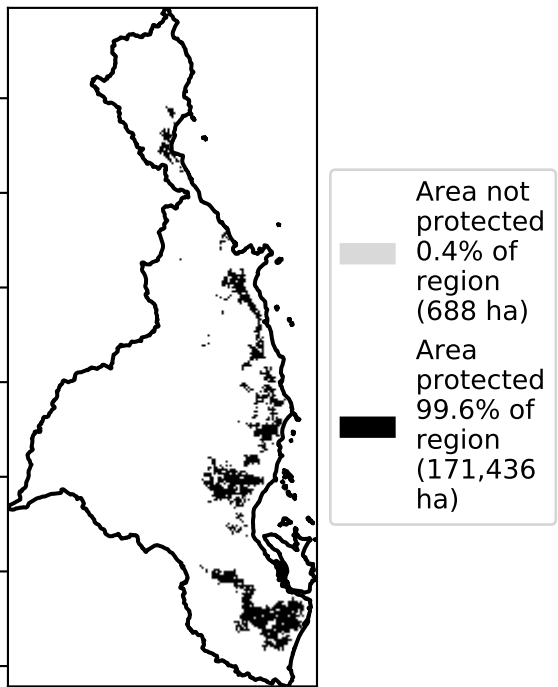 Area not
protected
0.4% of
region
(688 ha)
Area
protected
99.6% of
region
(171,436
ha)